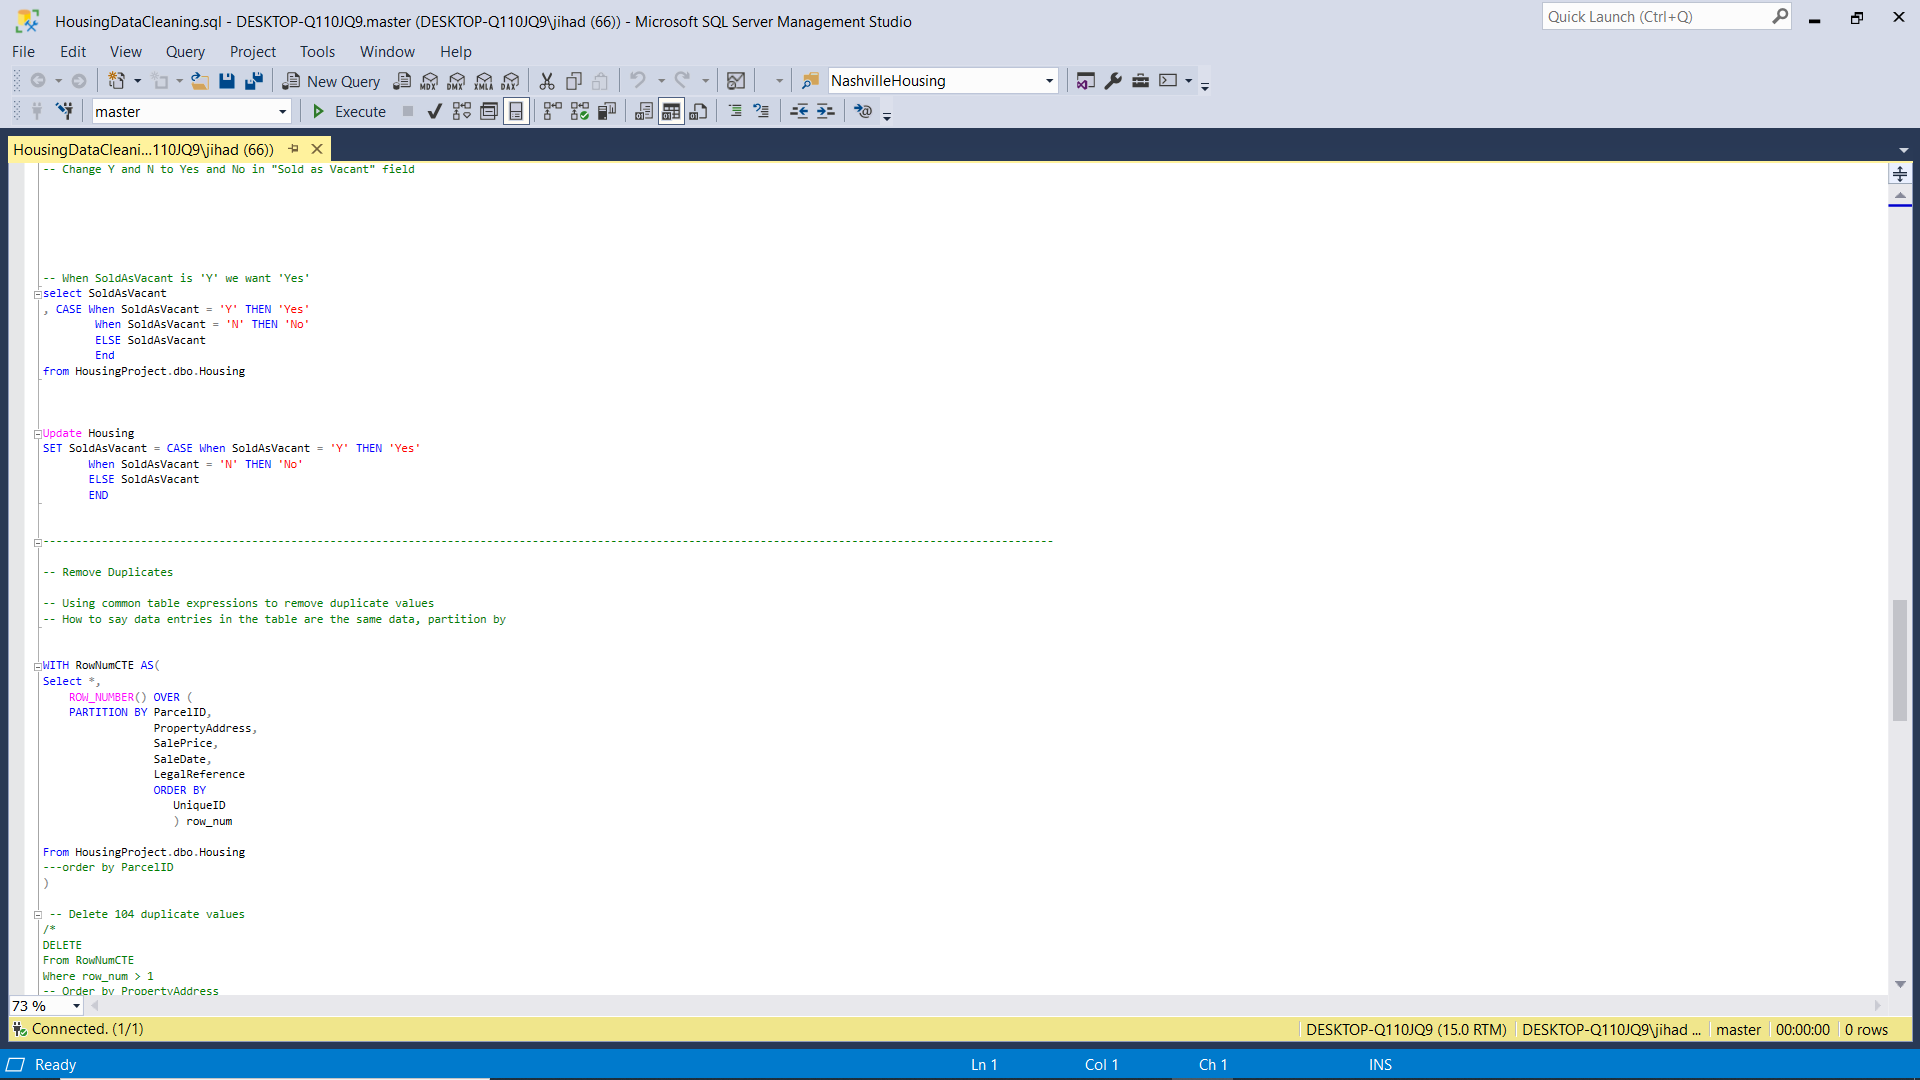 HousingDataCleaning.sql - DESKTOP-Q110JQ9.master (DESKTOP-Q110JQ9\jihad (66)) - Microsoft SQL Server Management Studio
Quick Launch (Ctrl+Q)
File Edit View Query Project Tools Window Help
New Query MDX DMX XMLA DAX NashvilleHousing
master Execute
HousingDataCleani...110JQ9\jihad (66))
-- Change Y and N to Yes and No in "Sold as Vacant" field
-- When SoldAsVacant is 'Y' we want 'Yes'
select SoldAsVacant
, CASE When SoldAsVacant = 'Y' THEN 'Yes'
When SoldAsVacant = 'N' THEN 'No'
ELSE SoldAsVacant
End
from HousingProject.dbo.Housing
Update Housing
SET SoldAsVacant = CASE When SoldAsVacant = 'Y' THEN 'Yes'
When SoldAsVacant = 'N' THEN 'No'
ELSE SoldAsVacant
END
-----------------------------------------------------------------------------------------------------------------------------------------------------------
-- Remove Duplicates
-- Using common table expressions to remove duplicate values
-- How to say data entries in the table are the same data, partition by
WITH RowNumCTE AS(
Select *,
ROW_NUMBER() OVER (
PARTITION BY ParcelID,
PropertyAddress,
SalePrice,
SaleDate,
LegalReference
ORDER BY
UniqueID
) row_num
From HousingProject.dbo.Housing
---order by ParcelID
)
-- Delete 104 duplicate values
/*
DELETE
From RowNumCTE
Where row_num > 1
-- Order by PropertyAddress
73 %
Connected. (1/1)
DESKTOP-Q110JQ9 (15.0 RTM) DESKTOP-Q110JQ9\jihad ... master 00:00:00 0 rows
Ready Ln 1 Col 1 Ch 1 INS